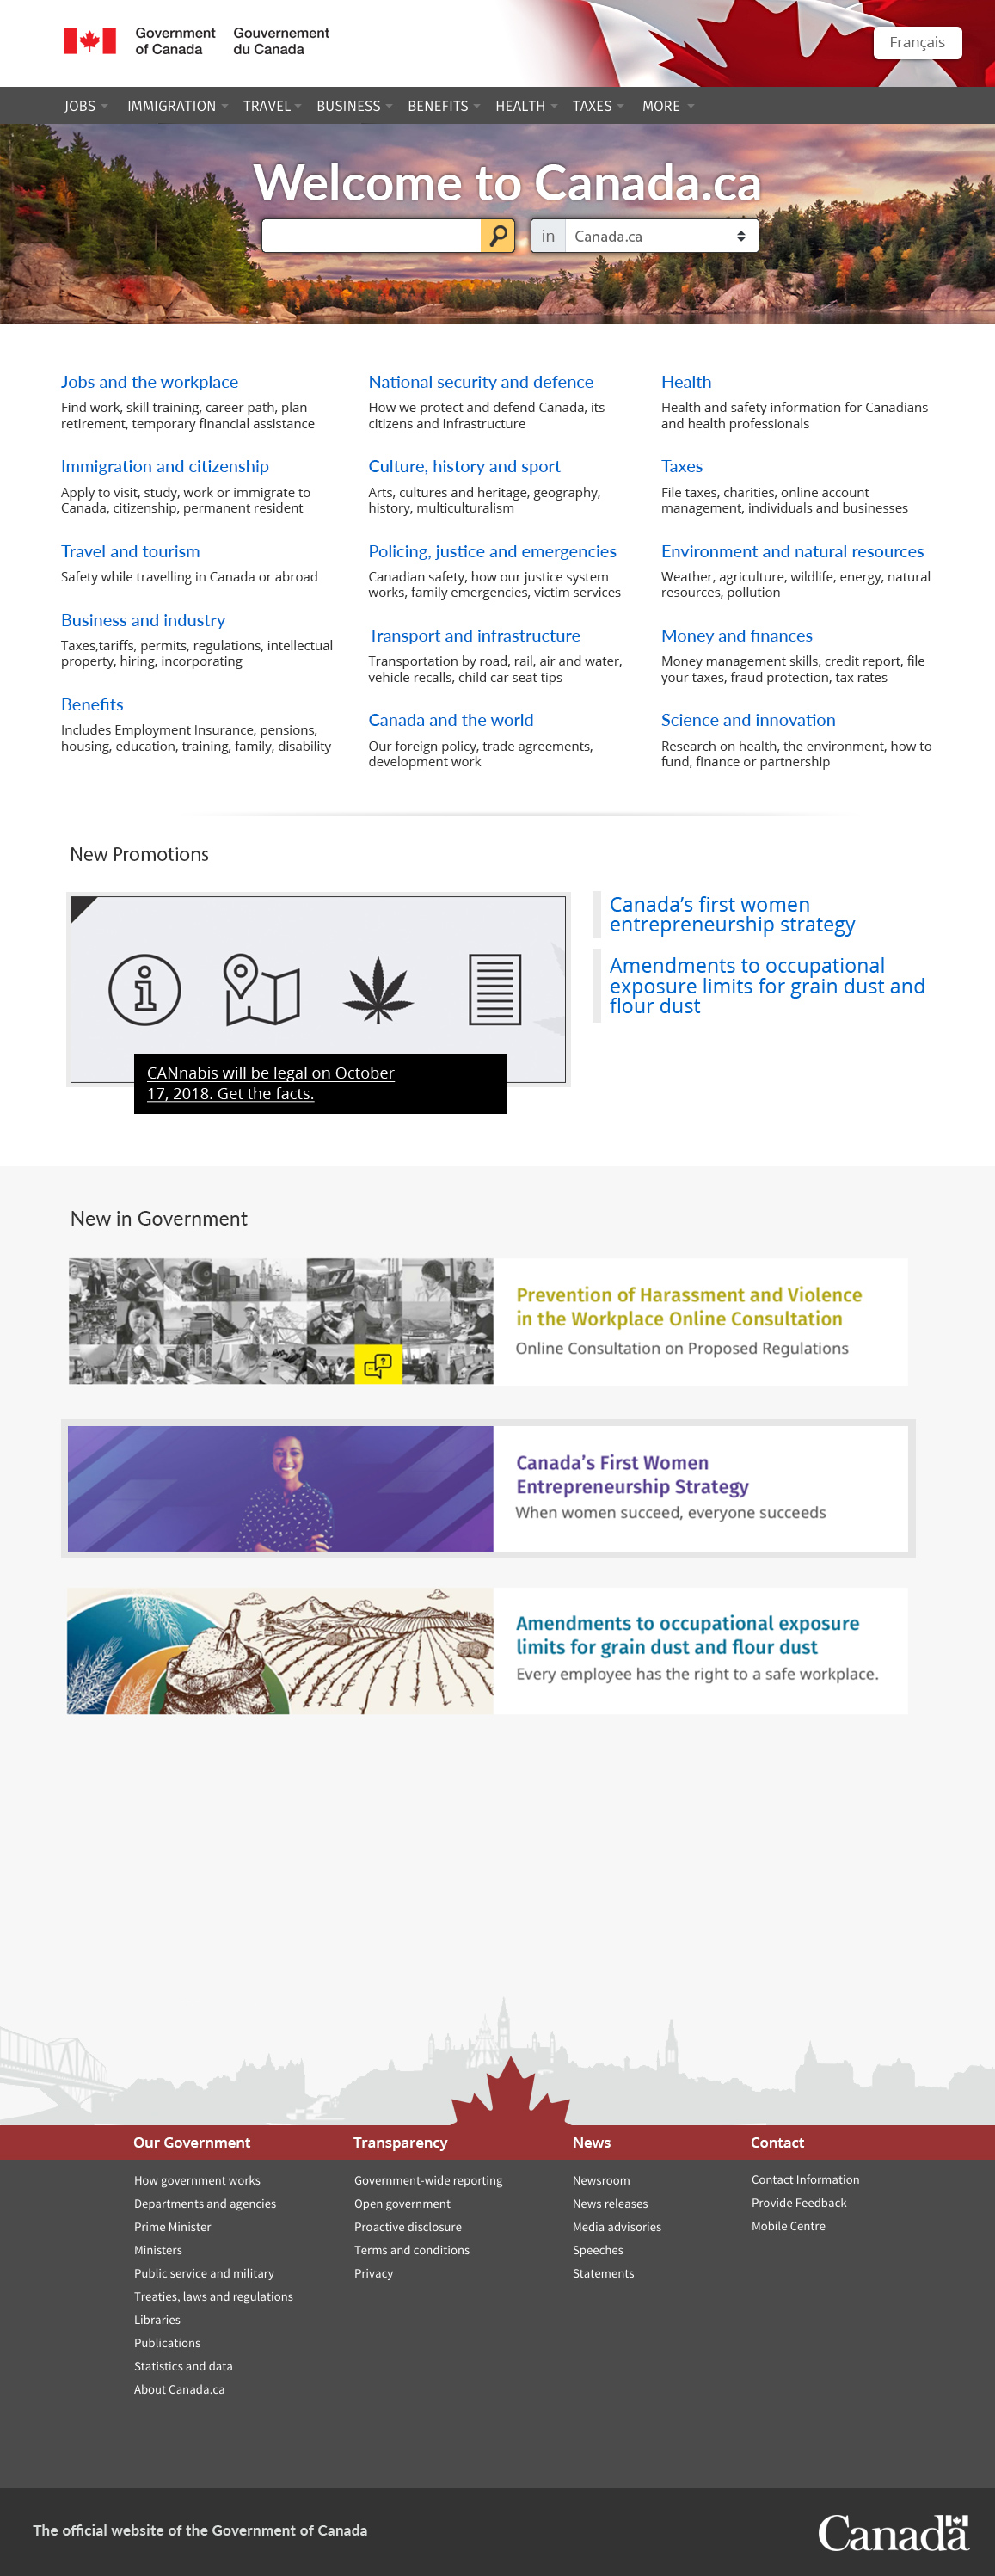 Government
of Canada
Gouvernement
du Canada
Français
JOBS IMMIGRATION TRAVEL BUSINESS BENEFITS HEALTH TAXES MORE
Welcome to Canada.ca
in Canada.ca
Jobs and the workplace
Find work, skill training, career path, plan
retirement, temporary financial assistance
Immigration and citizenship
Apply to visit, study, work or immigrate to
Canada, citizenship, permanent resident
Travel and tourism
Safety while travelling in Canada or abroad
Business and industry
Taxes,tariffs, permits, regulations, intellectual
property, hiring, incorporating
Benefits
Includes Employment Insurance, pensions,
housing, education, training, family, disability
National security and defence
How we protect and defend Canada, its
citizens and infrastructure
Culture, history and sport
Arts, cultures and heritage, geography,
history, multiculturalism
Policing, justice and emergencies
Canadian safety, how our justice system
works, family emergencies, victim services
Transport and infrastructure
Transportation by road, rail, air and water,
vehicle recalls, child car seat tips
Canada and the world
Our foreign policy, trade agreements,
development work
Health
Health and safety information for Canadians
and health professionals
Taxes
File taxes, charities, online account
management, individuals and businesses
Environment and natural resources
Weather, agriculture, wildlife, energy, natural
resources, pollution
Money and finances
Money management skills, credit report, file
your taxes, fraud protection, tax rates
Science and innovation
Research on health, the environment, how to
fund, finance or partnership
New Promotions
CANnabis will be legal on October
17, 2018. Get the facts.
Canada's first women
entrepreneurship strategy
Amendments to occupational
exposure limits for grain dust and
flour dust
New in Government
Prevention of Harassment and Violence
in the Workplace Online Consultation
Online Consultation on Proposed Regulations
Canada's First Women
Entrepreneurship Strategy
When women succeed, everyone succeeds
Amendments to occupational exposure
limits for grain dust and flour dust
Every employee has the right to a safe workplace.
Our Government
How government works
Departments and agencies
Prime Minister
Ministers
Public service and military
Treaties, laws and regulations
Libraries
Publications
Statistics and data
About Canada.ca
Transparency
Government-wide reporting
Open government
Proactive disclosure
Terms and conditions
Privacy
News
Newsroom
News releases
Media advisories
Speeches
Statements
Contact
Contact Information
Provide Feedback
Mobile Centre
The official website of the Government of Canada
Canada